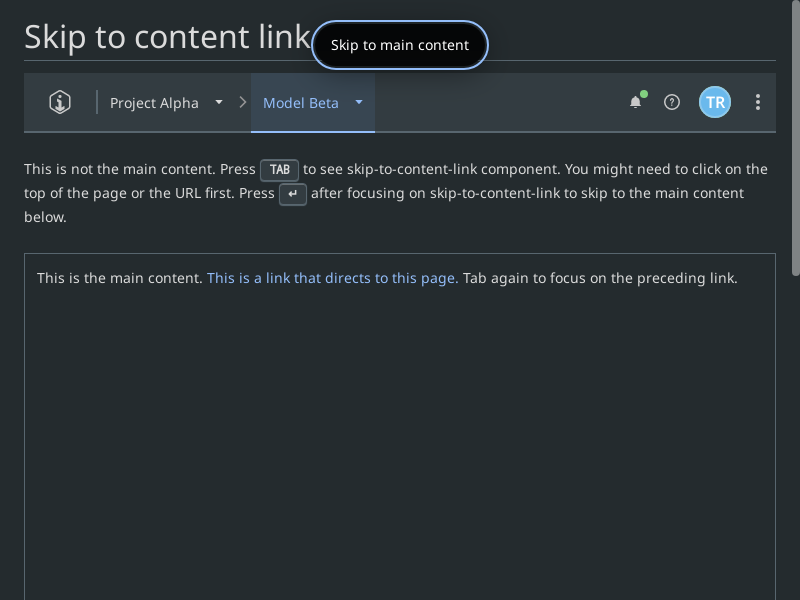 Skip to content link
Skip to main content
Project Alpha
Model Beta
TR
This is not the main content. Press TAB to see skip-to-content-link component. You might need to click on the
top of the page or the URL first. Press ↵ after focusing on skip-to-content-link to skip to the main content
below.
This is the main content. This is a link that directs to this page. Tab again to focus on the preceding link.